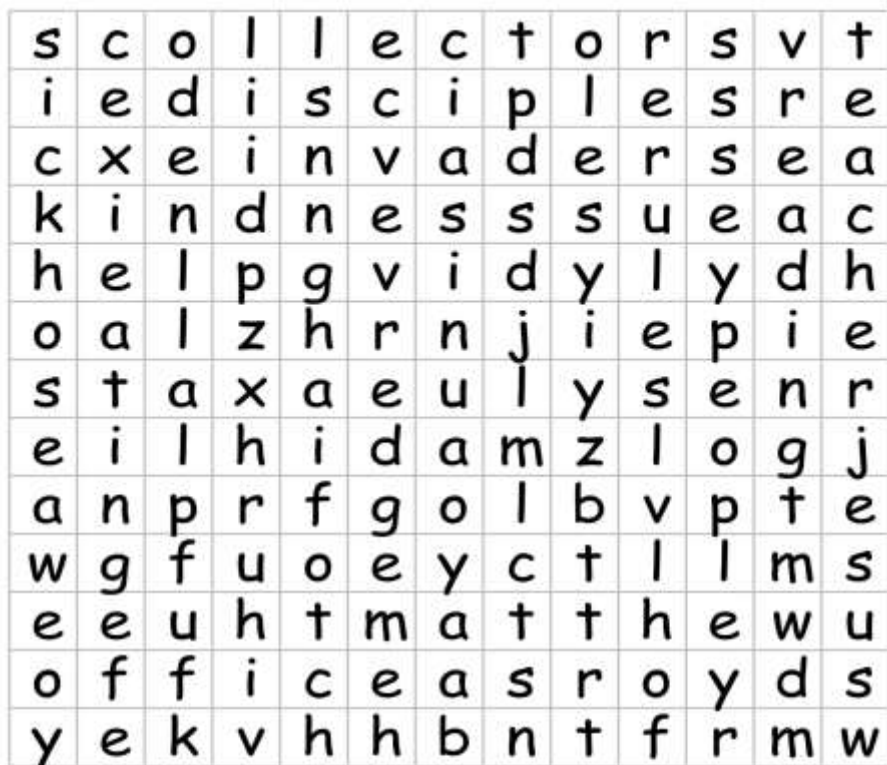 s c o l l e c t o r s v t
i e d i s c i p l e s r e
c x e i n v a d e r s e a
k i n d n e s s s u e a c
h e l p g v i d y l y d h
o a l z h r n j i e p i e
s t a x a e u l y s e n r
e i l h i d a m z l o g j
a n p r f g o l b v p t e
w g f u o e y c t l l m s
e e u h t m a t t h e w u
o f f i c e a s r o y d s
y e k v h h b n t f r m w